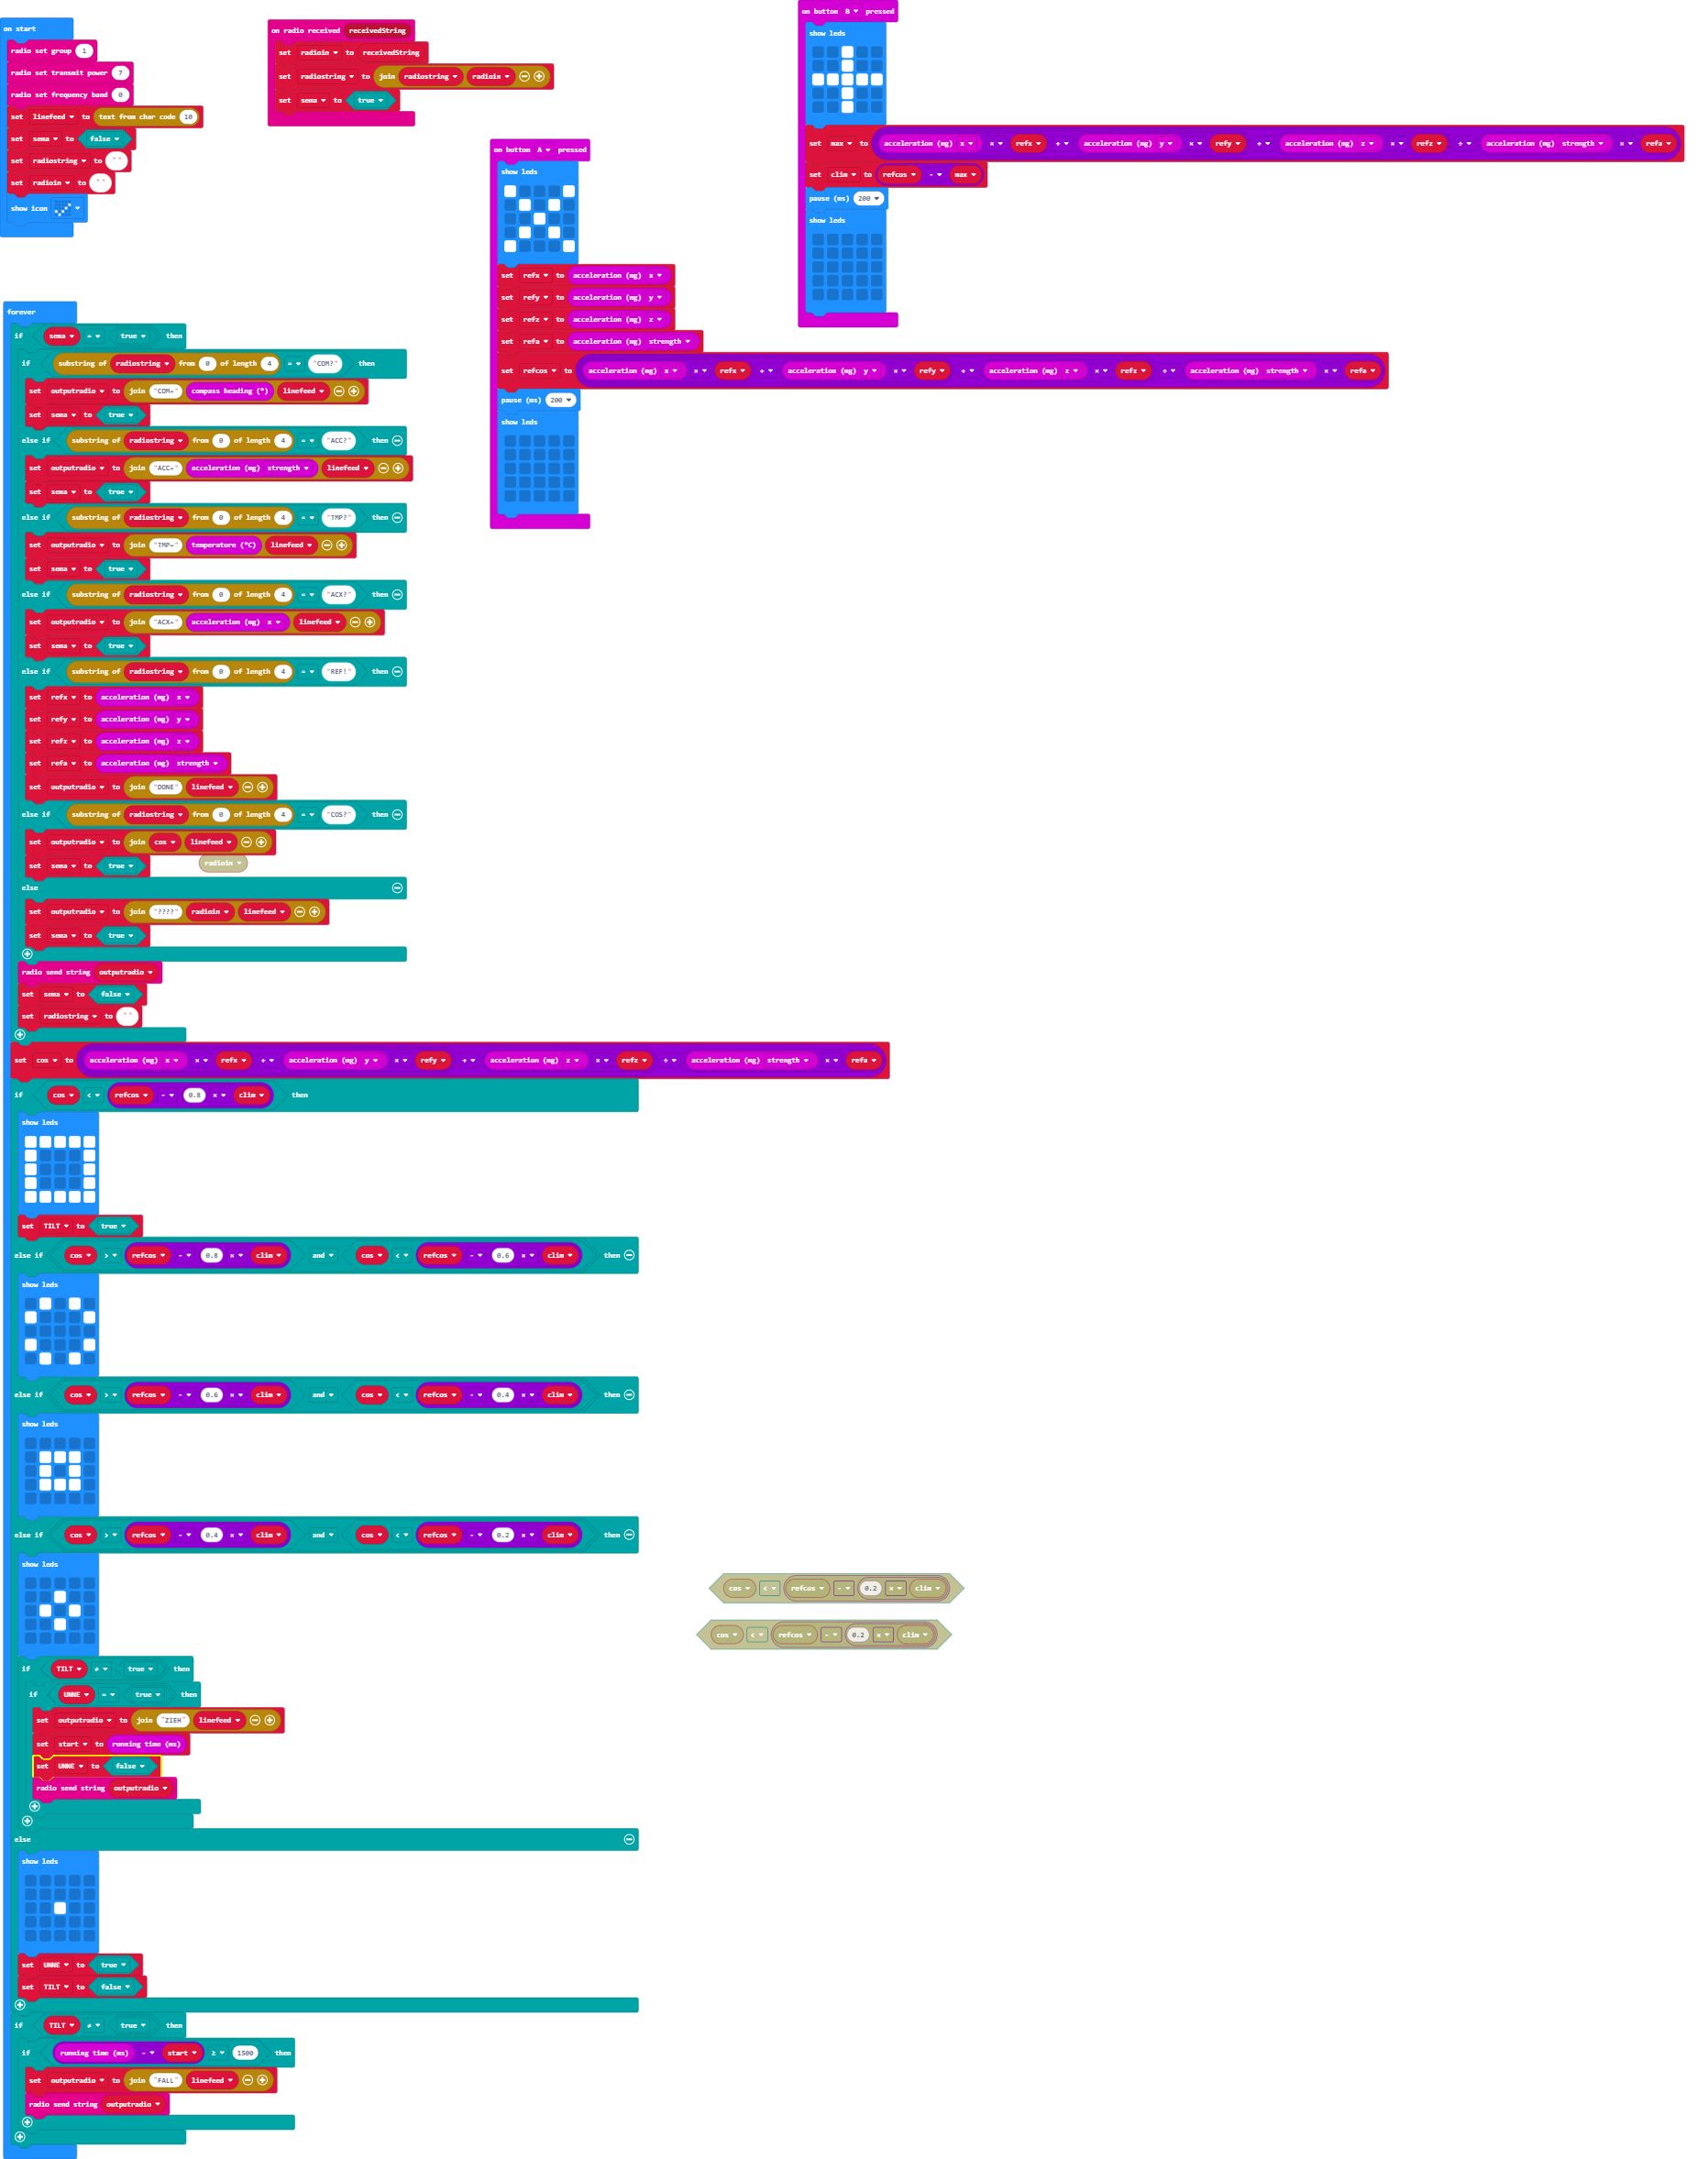 on start
radio set group 1
radio set transmit power 7
radio set frequency band 0
set linefeed to text from char code 10
set sema to false
set radiostring to " "
set radioin to " "
show icon
on radio received receivedString
set radioin to receivedString
set radiostring to join radiostring radioin
set sema to true
on button A pressed
show leds
set refx to acceleration (mg) x
set refy to acceleration (mg) y
set refz to acceleration (mg) z
set refa to acceleration (mg) strength
set refcos to acceleration (mg) x × refx + acceleration (mg) y × refy + acceleration (mg) z × refz ÷ acceleration (mg) strength × refa
pause (ms) 200
show leds
on button B pressed
show leds
set max to acceleration (mg) x × refx + acceleration (mg) y × refy + acceleration (mg) z × refz ÷ acceleration (mg) strength × refa
set clim to refcos - max
pause (ms) 200
show leds
forever
if sema = true then
if substring of radiostring from 0 of length 4 = "COM?" then
set outputradio to join "COM=" compass heading (°) linefeed
set sema to true
else if substring of radiostring from 0 of length 4 = "ACC?" then
set outputradio to join "ACC=" acceleration (mg) strength linefeed
set sema to true
else if substring of radiostring from 0 of length 4 = "TMP?" then
set outputradio to join "TMP=" temperature (°C) linefeed
set sema to true
else if substring of radiostring from 0 of length 4 = "ACX?" then
set outputradio to join "ACX=" acceleration (mg) x linefeed
set sema to true
else if substring of radiostring from 0 of length 4 = "REF!" then
set refx to acceleration (mg) x
set refy to acceleration (mg) y
set refz to acceleration (mg) z
set refa to acceleration (mg) strength
set outputradio to join "DONE" linefeed
else if substring of radiostring from 0 of length 4 = "COS?" then
set outputradio to join cos linefeed
radioin
set sema to true
else
set outputradio to join "????" radioin linefeed
set sema to true
radio send string outputradio
set sema to false
set radiostring to " "
set cos to acceleration (mg) x × refx + acceleration (mg) y × refy + acceleration (mg) z × refz ÷ acceleration (mg) strength × refa
if cos < refcos - 0.8 × clim then
show leds
set TILT to true
else if cos > refcos - 0.8 × clim and cos < refcos - 0.6 × clim then
show leds
else if cos > refcos - 0.6 × clim and cos < refcos - 0.4 × clim then
show leds
else if cos > refcos - 0.4 × clim and cos < refcos - 0.2 × clim then
show leds
cos < refcos - 0.2 × clim
cos < refcos - 0.2 × clim
if TILT ≠ true then
if UNNE = true then
set outputradio to join "ZIEH" linefeed
set start to running time (ms)
set UNNE to false
radio send string outputradio
else
show leds
set UNNE to true
set TILT to false
if TILT ≠ true then
if running time (ms) - start ≥ 1500 then
set outputradio to join "FALL" linefeed
radio send string outputradio